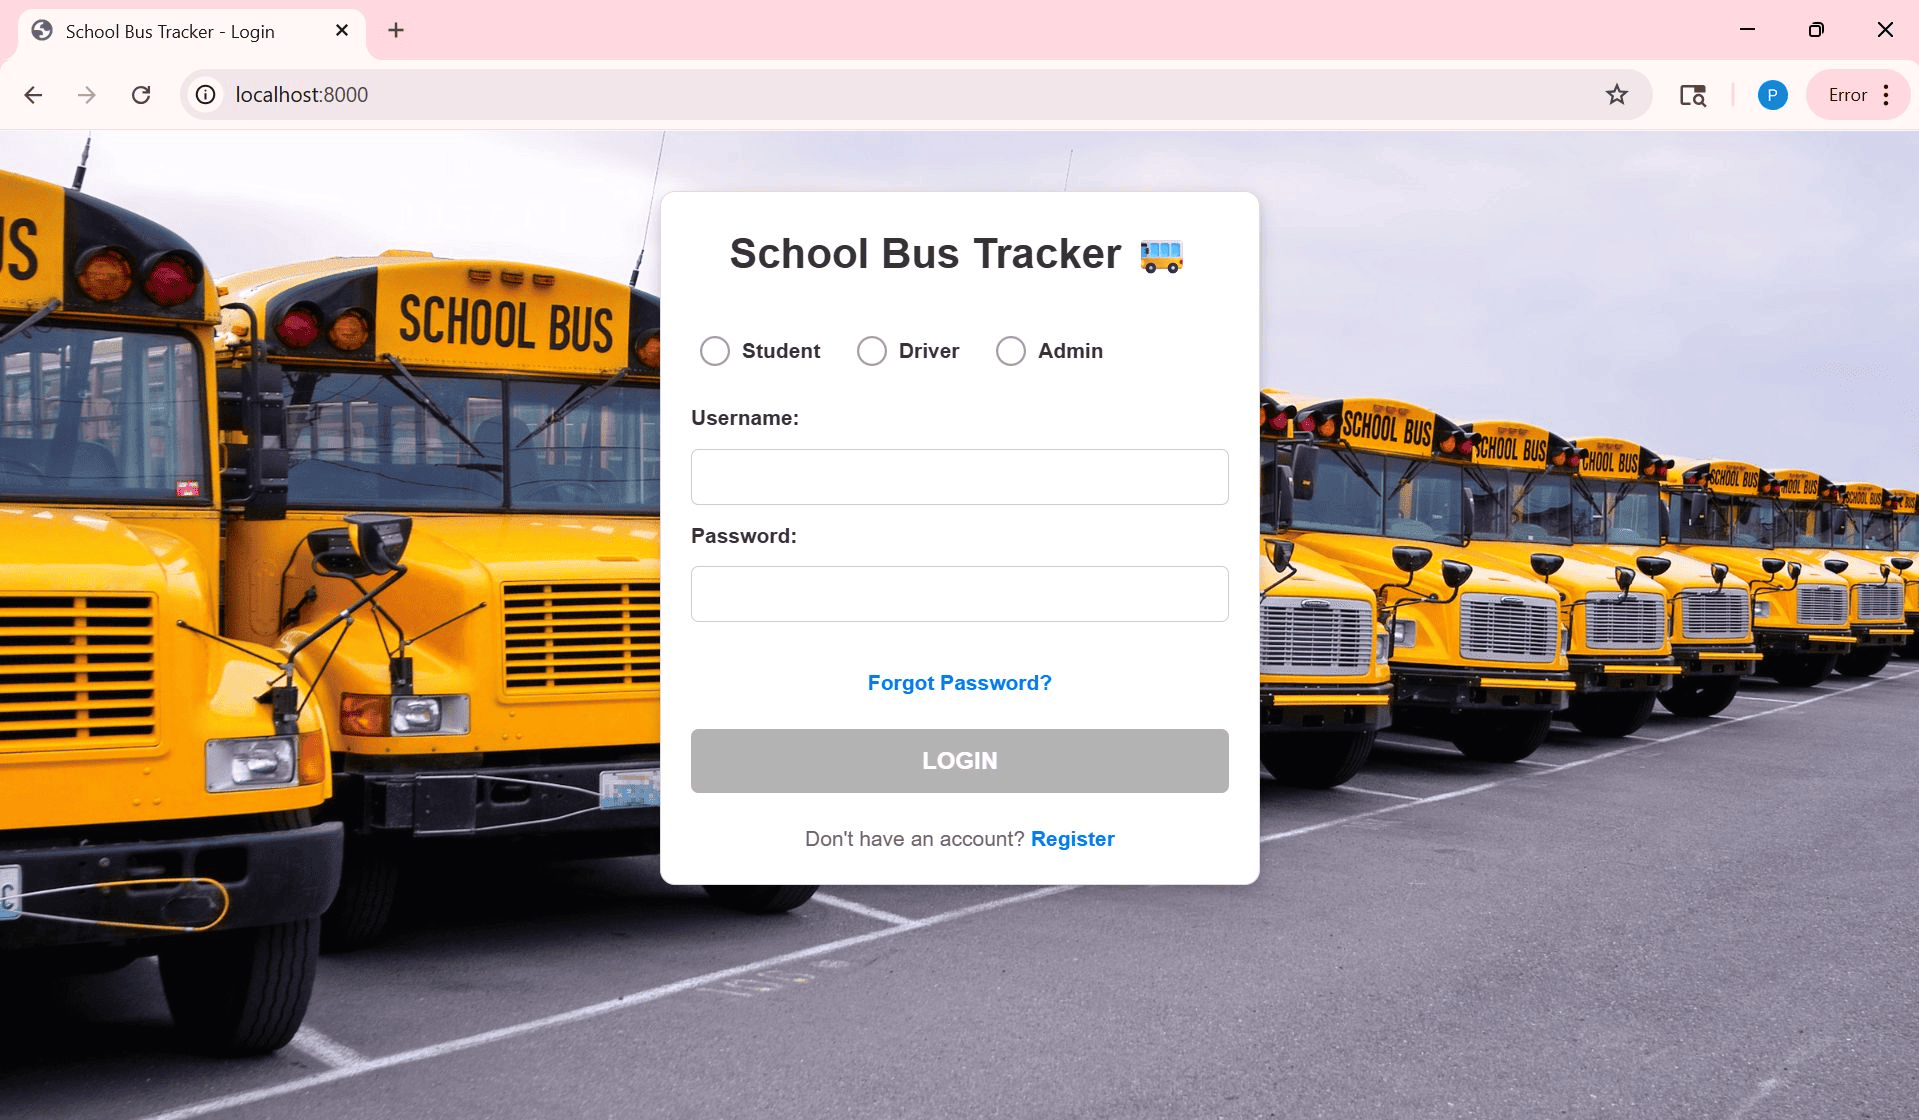 School Bus Tracker - Login
localhost:8000
P
Error
School Bus Tracker
Student Driver Admin
Username:
Password:
Forgot Password?
LOGIN
Don't have an account? Register
US
SCHOOL BUS
SCHOOL BUS
SCHOOL BUS
SCHOOL BUS
SCHOOL BUS
SCHOOL BUS
SCHOOL BUS
C